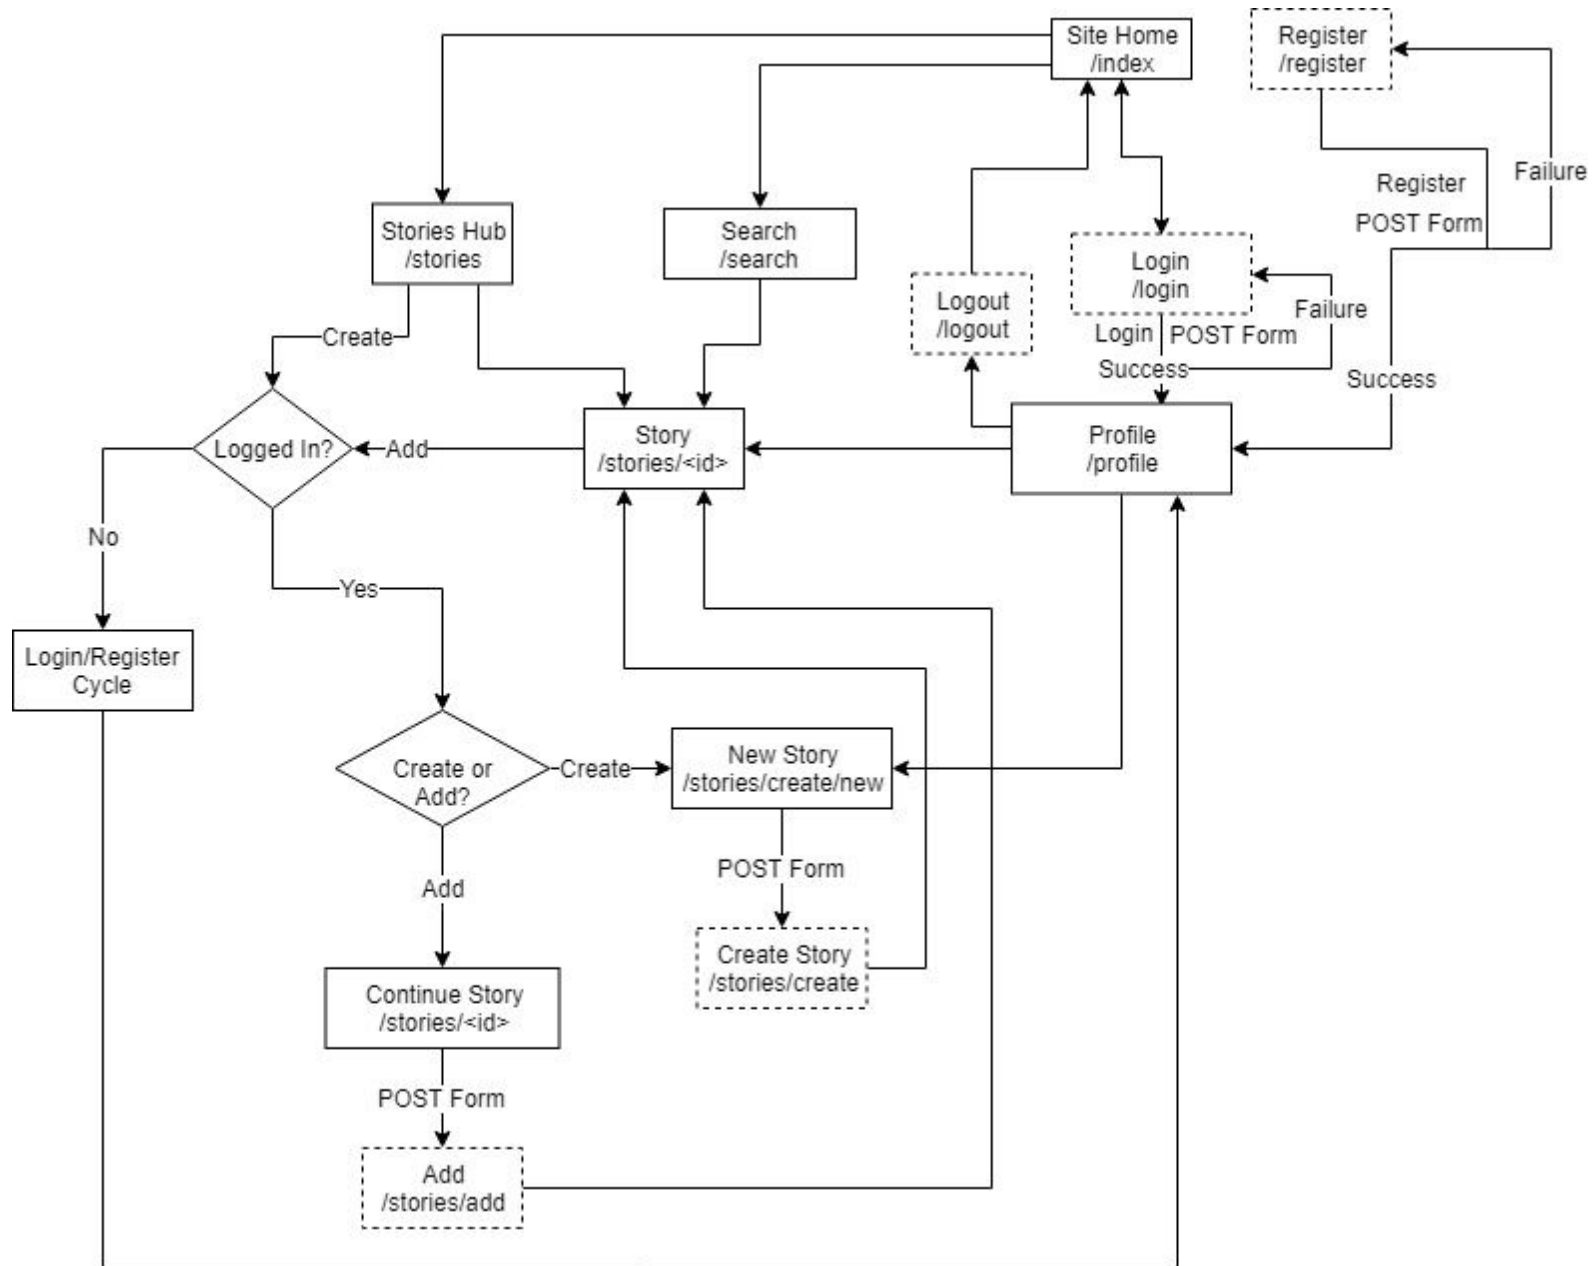 Site Home
/index
Register
/register
Failure
Register
POST Form
Stories Hub
/stories
Search
/search
Login
/login
Logout
/logout
Failure
Login
POST Form
Success
Success
Create
Logged In?
Add
Story
/stories/<id>
Profile
/profile
No
Yes
Login/Register
Cycle
Create or
Add?
Create
New Story
/stories/create/new
POST Form
Add
Create Story
/stories/create
Continue Story
/stories/<id>
POST Form
Add
/stories/add